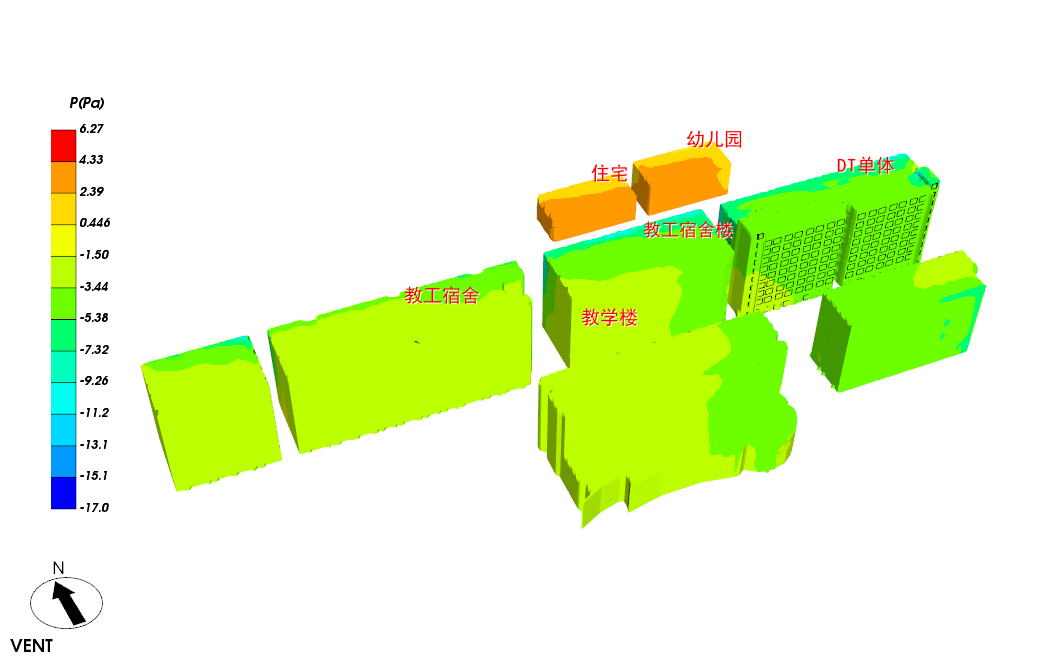 P(Pa)
6.27
4.33
2.39
0.446
-1.50
-3.44
-5.38
-7.32
-9.26
-11.2
-13.1
-15.1
-17.0
幼儿园
住宅
DT单体
教工宿舍楼
教工宿舍
教学楼
N
VENT